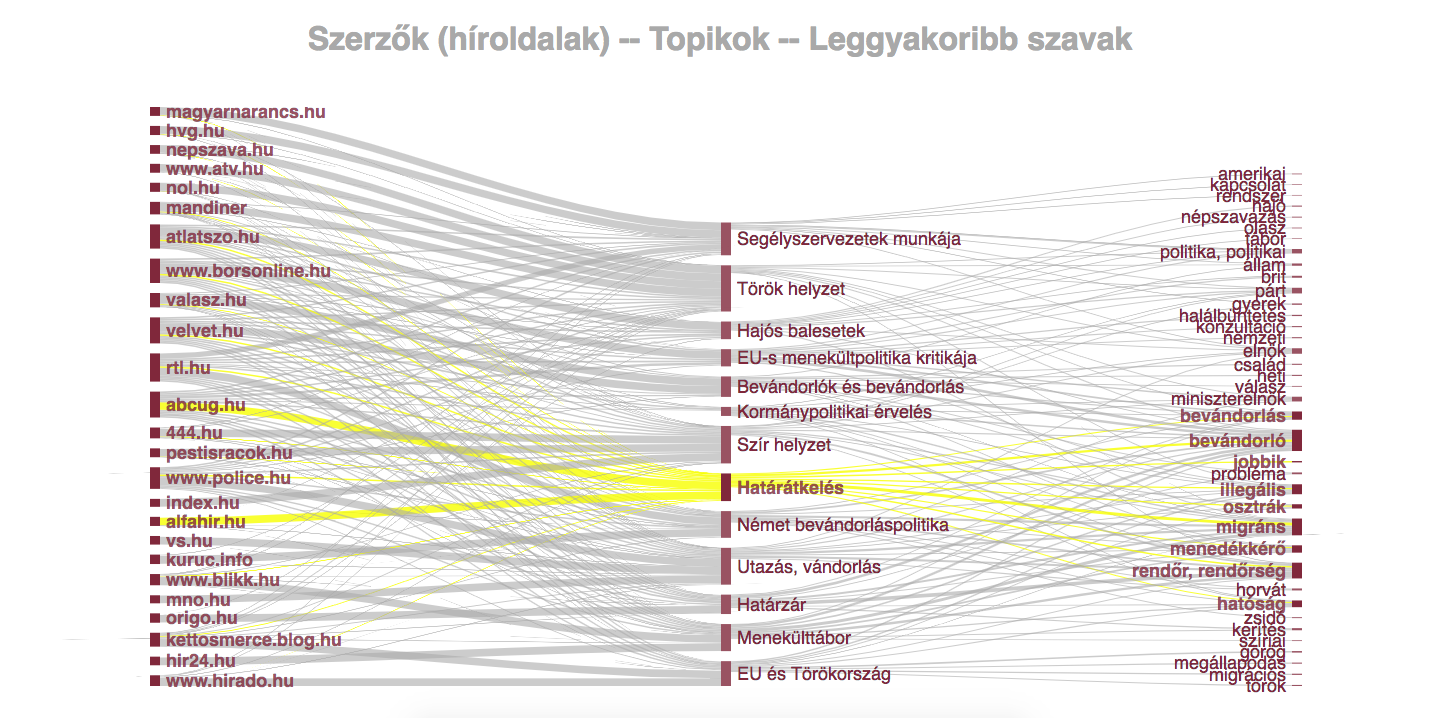 Szerzők (híroldalak) -- Topikok -- Leggyakoribb szavak
magyarnarancs.hu
hvg.hu
nepszava.hu
www.atv.hu
nol.hu
mandiner
atlatszo.hu
www.borsonline.hu
valasz.hu
velvet.hu
rtl.hu
abcug.hu
444.hu
pestisracok.hu
www.police.hu
index.hu
alfahir.hu
vs.hu
kuruc.info
www.blikk.hu
mno.hu
origo.hu
kettosmerce.blog.hu
hir24.hu
www.hirado.hu
Segélyszervezetek munkája
Török helyzet
Hajós balesetek
EU-s menekültpolitika kritikája
Bevándorlók és bevándorlás
Kormánypolitikai érvelés
Szír helyzet
Határátkelés
Német bevándorláspolitika
Utazás, vándorlás
Határzár
Menekülttábor
EU és Törökország
amerikai
kapcsolat
rendszer
háló
népszavazás
olasz
tábor
politika, politikai
állam
brit
párt
gyerek
halálbüntetés
konzultáció
nemzeti
elnök
család
heti
válasz
miniszterelnök
bevándorlás
bevándorló
jobbik
probléma
illegális
osztrák
migráns
menedékkérő
rendőr, rendőrség
horvát
hatóság
zsidó
kerítés
szíriai
görög
megállapodás
migrációs
török